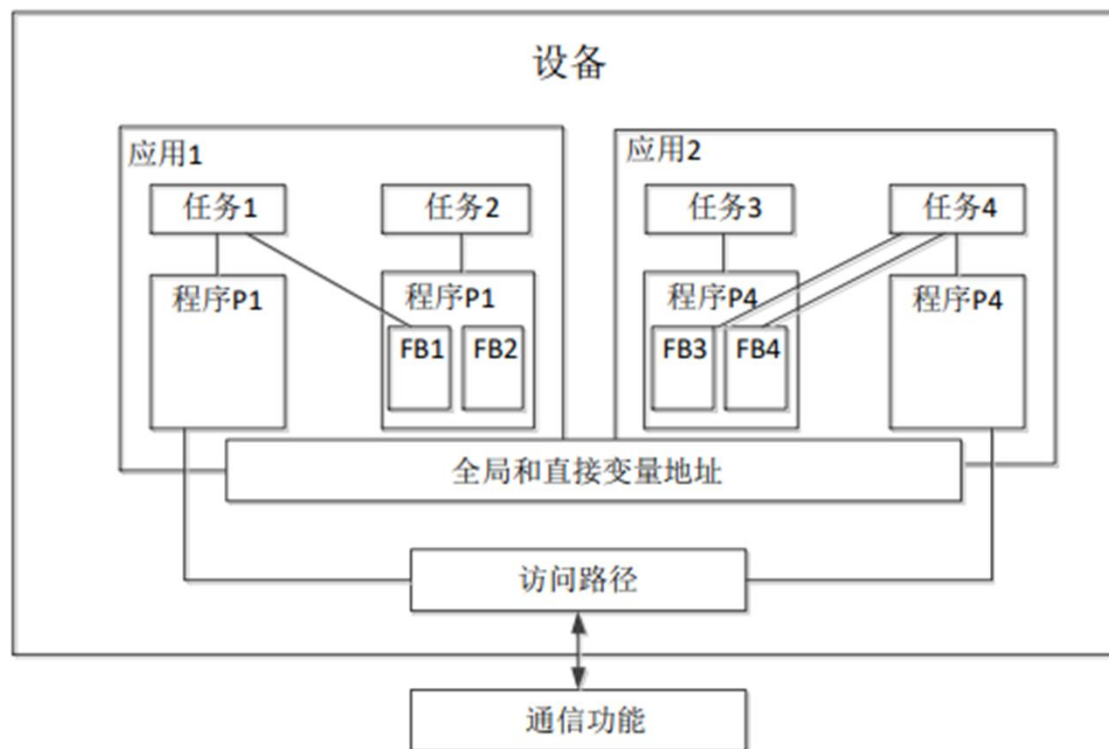 设备
应用1
应用2
任务1
任务2
任务3
任务4
程序P1
程序P1
程序P4
程序P4
FB1
FB2
FB3
FB4
全局和直接变量地址
访问路径
通信功能